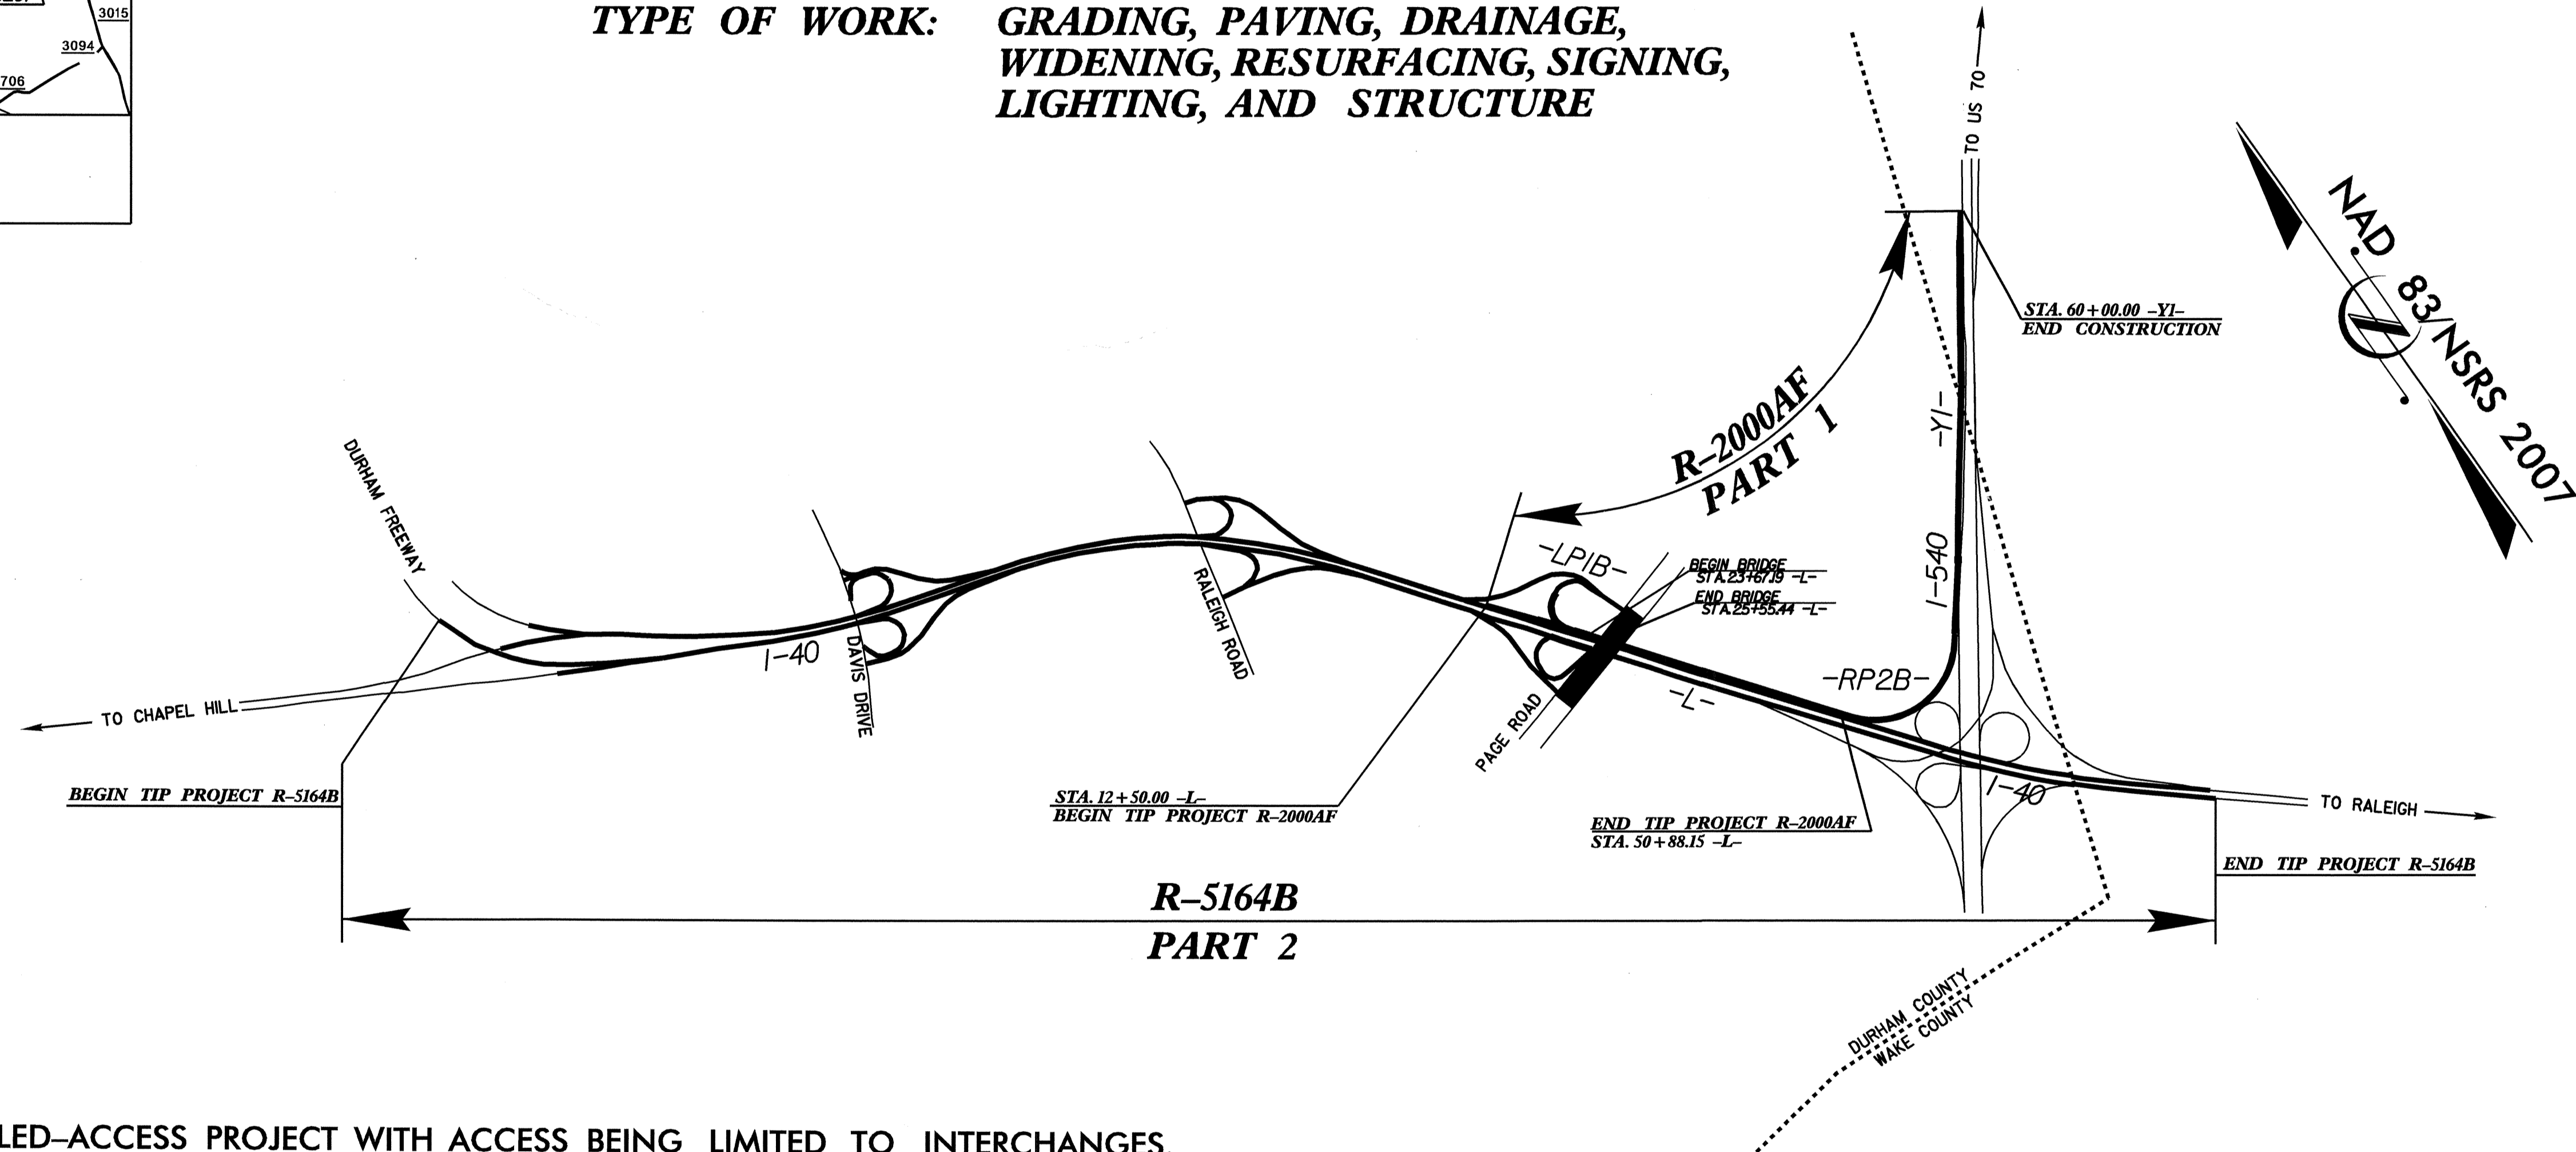 3015
3094
706
TYPE OF WORK: GRADING, PAVING, DRAINAGE,
WIDENING, RESURFACING, SIGNING,
LIGHTING, AND STRUCTURE
TO US 70
NAD 83/NSRS 2007
N
STA. 60+00.00 –Y1–
END CONSTRUCTION
R–2000AF
PART 1
–Y1–
I–540
DURHAM FREEWAY
–LP1B–
BEGIN BRIDGE
STA.23+67.19 –L–
END BRIDGE
STA.25+55.44 –L–
RALEIGH ROAD
DAVIS DRIVE
I–40
–RP2B–
–L–
PAGE ROAD
TO CHAPEL HILL
I–40
TO RALEIGH
BEGIN TIP PROJECT R–5164B
STA. 12+50.00 –L–
BEGIN TIP PROJECT R–2000AF
END TIP PROJECT R–2000AF
STA. 50+88.15 –L–
END TIP PROJECT R–5164B
R–5164B
PART 2
DURHAM COUNTY
WAKE COUNTY
LED–ACCESS PROJECT WITH ACCESS BEING LIMITED TO INTERCHANGES.